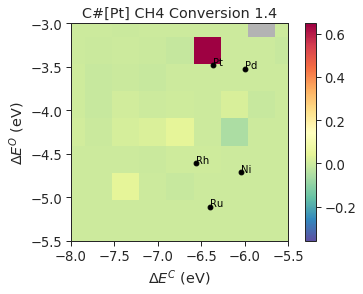 C#[Pt] CH4 Conversion 1.4
−3.0
−3.5
−4.0
−4.5
−5.0
−5.5
ΔE^O (eV)
Pt
Pd
Rh
Ni
Ru
−8.0 −7.5 −7.0 −6.5 −6.0 −5.5
ΔE^C (eV)
0.6
0.4
0.2
0.0
−0.2